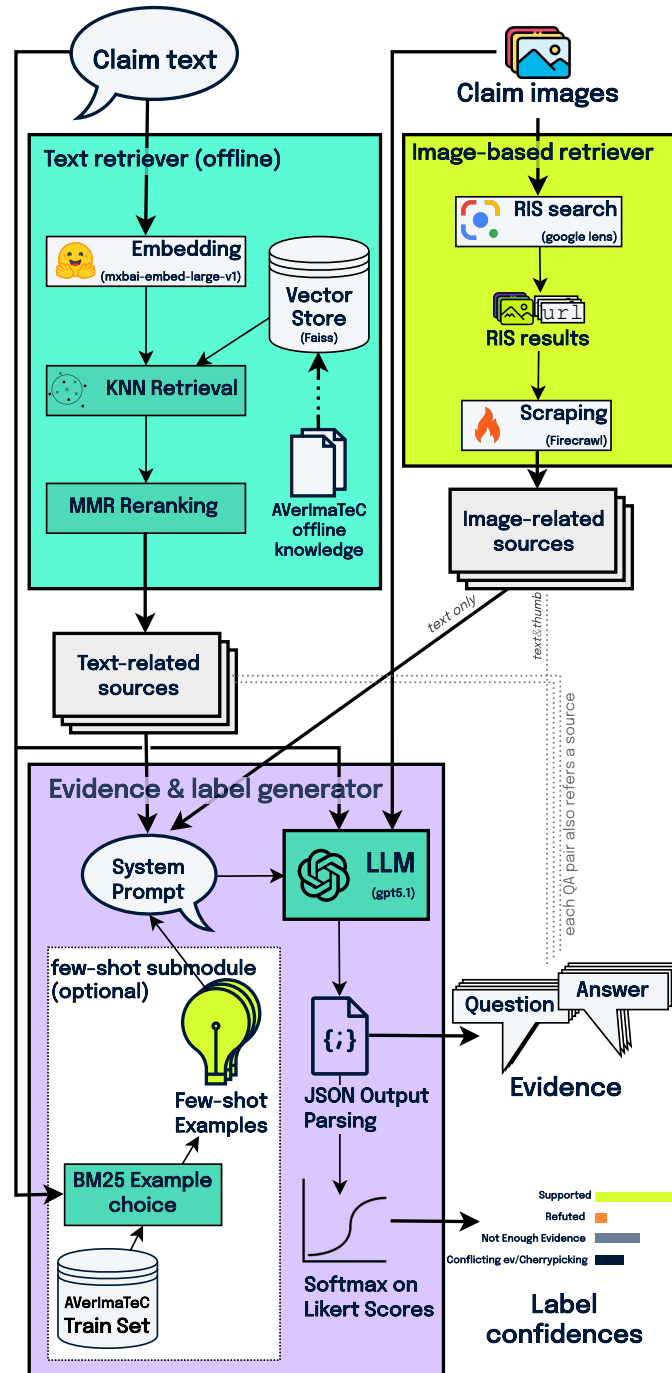 Claim text
Claim images
Text retriever (offline)
Embedding
(mxbai-embed-large-v1)
Vector
Store
(Faiss)
KNN Retrieval
MMR Reranking
AVerImaTeC
offline
knowledge
Image-based retriever
RIS search
(google lens)
url
RIS results
Scraping
(Firecrawl)
Image-related
sources
text only
text&thumb
Text-related
sources
each QA pair also refers a source
Evidence & label generator
System
Prompt
LLM
(gpt5.1)
few-shot submodule
(optional)
Few-shot
Examples
BM25 Example
choice
AVerImaTeC
Train Set
{;}
JSON Output
Parsing
Softmax on
Likert Scores
Question
Answer
Evidence
Supported
Refuted
Not Enough Evidence
Conflicting ev/Cherrypicking
Label
confidences